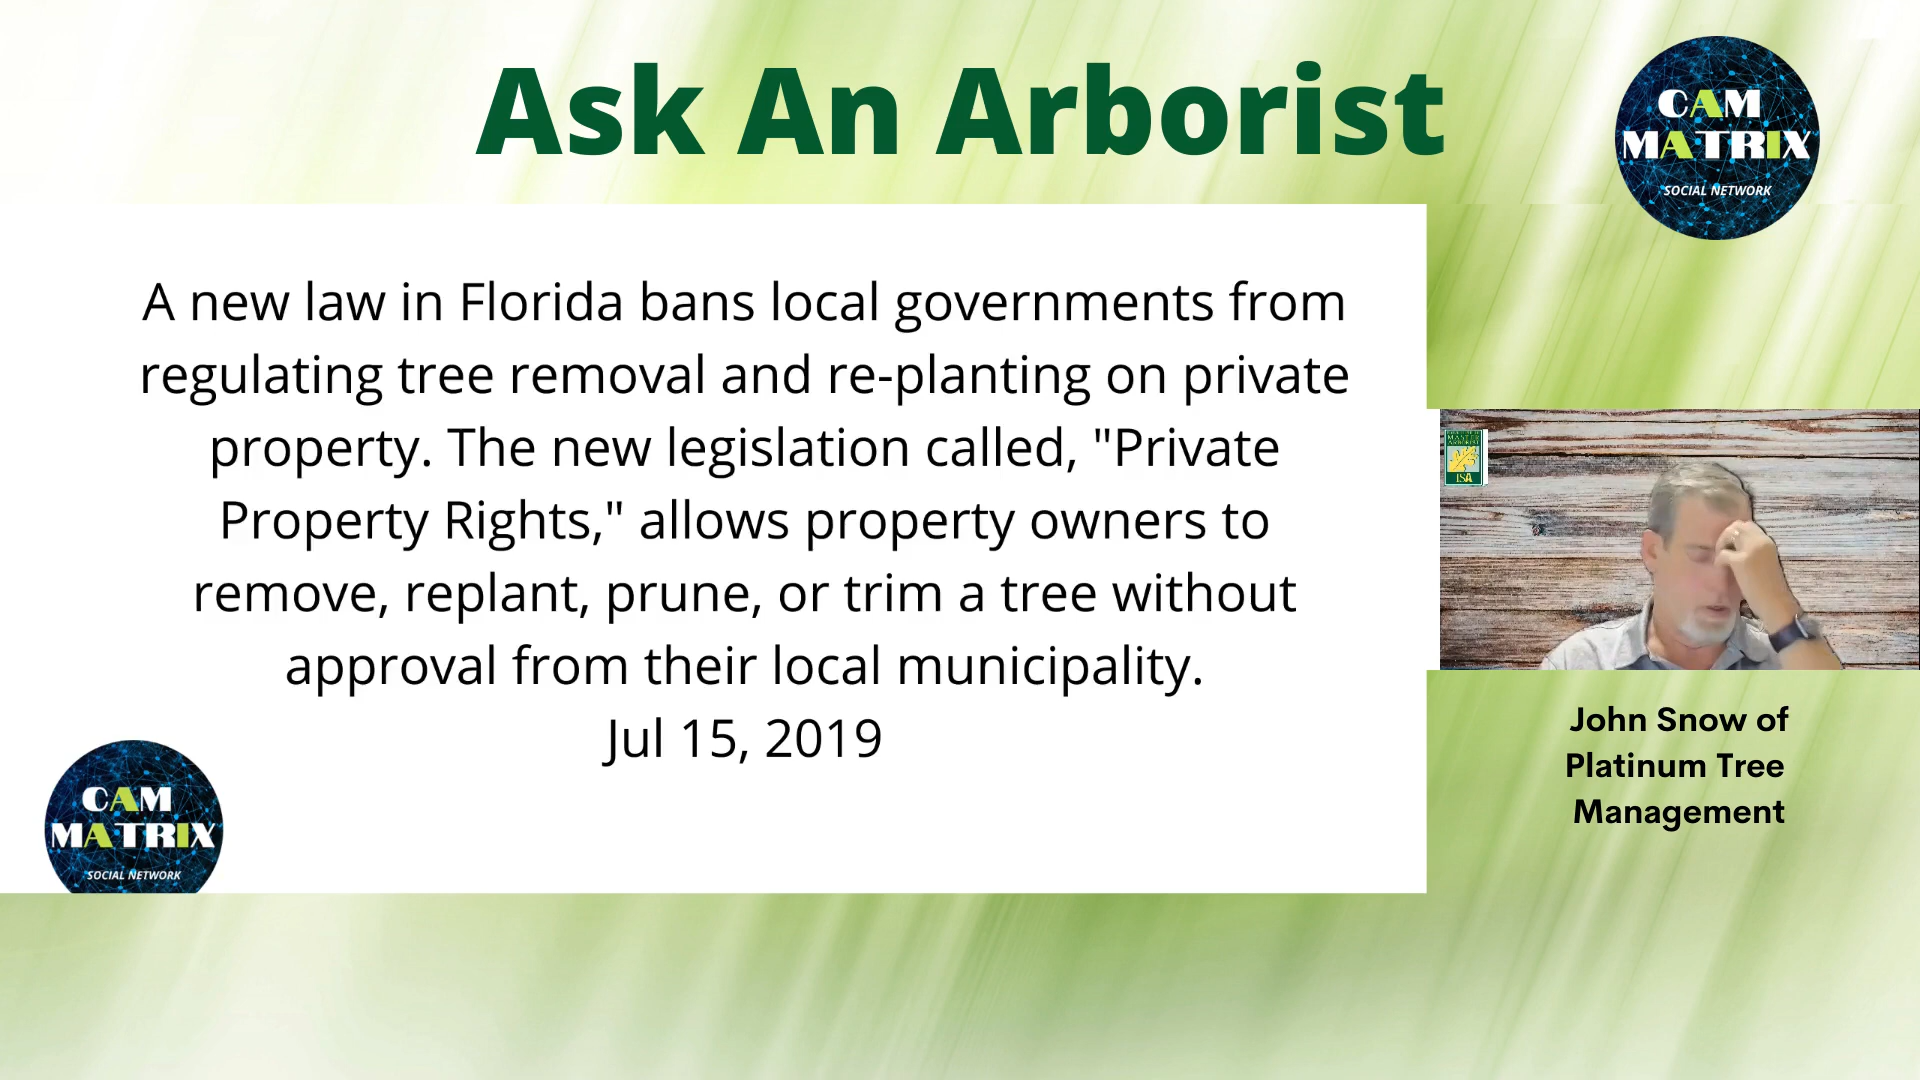 Ask An Arborist
CAM
MATRIX
SOCIAL NETWORK
A new law in Florida bans local governments from
regulating tree removal and re-planting on private
property. The new legislation called, "Private
Property Rights," allows property owners to
remove, replant, prune, or trim a tree without
approval from their local municipality.
Jul 15, 2019
MASTER
ARBORIST
ISA
John Snow of
Platinum Tree
Management
CAM
MATRIX
SOCIAL NETWORK